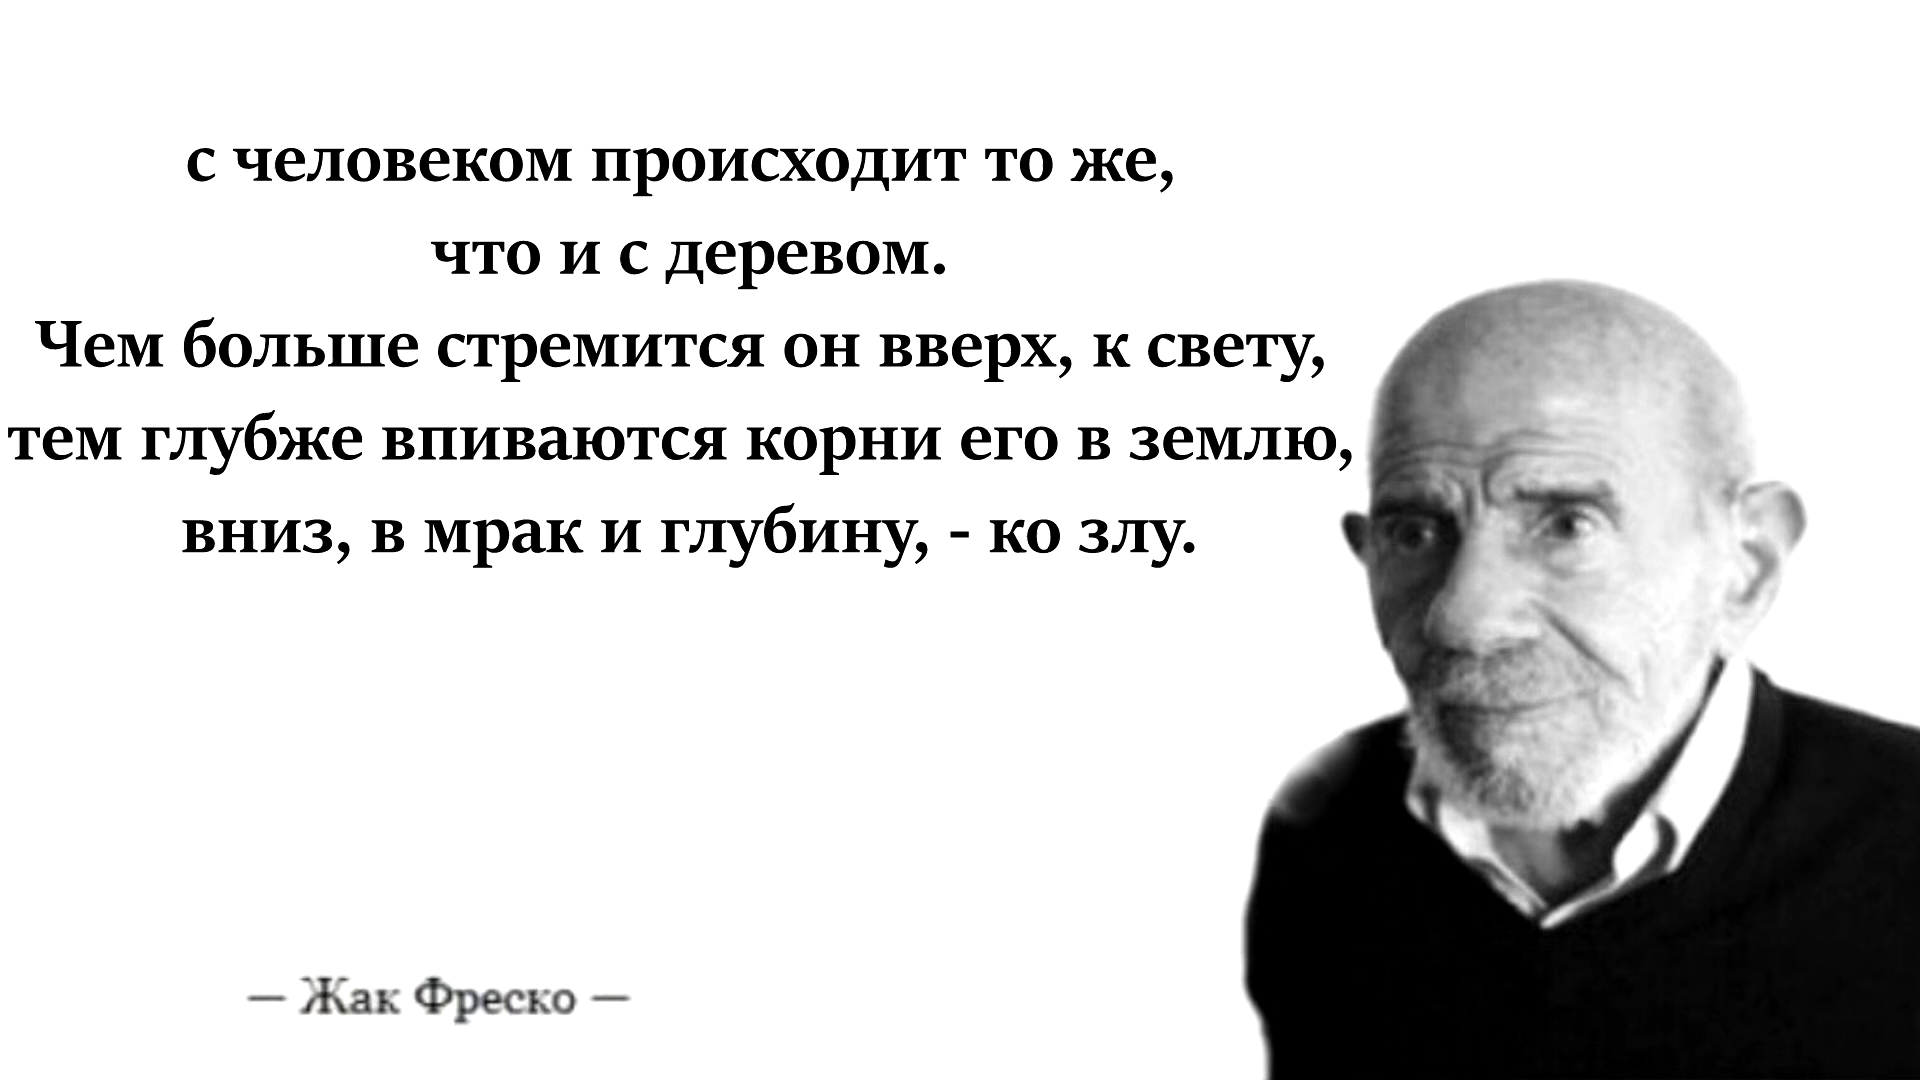 с человеком происходит то же,
что и с деревом.
Чем больше стремится он вверх, к свету,
тем глубже впиваются корни его в землю,
вниз, в мрак и глубину, - ко злу.
— Жак Фреско —